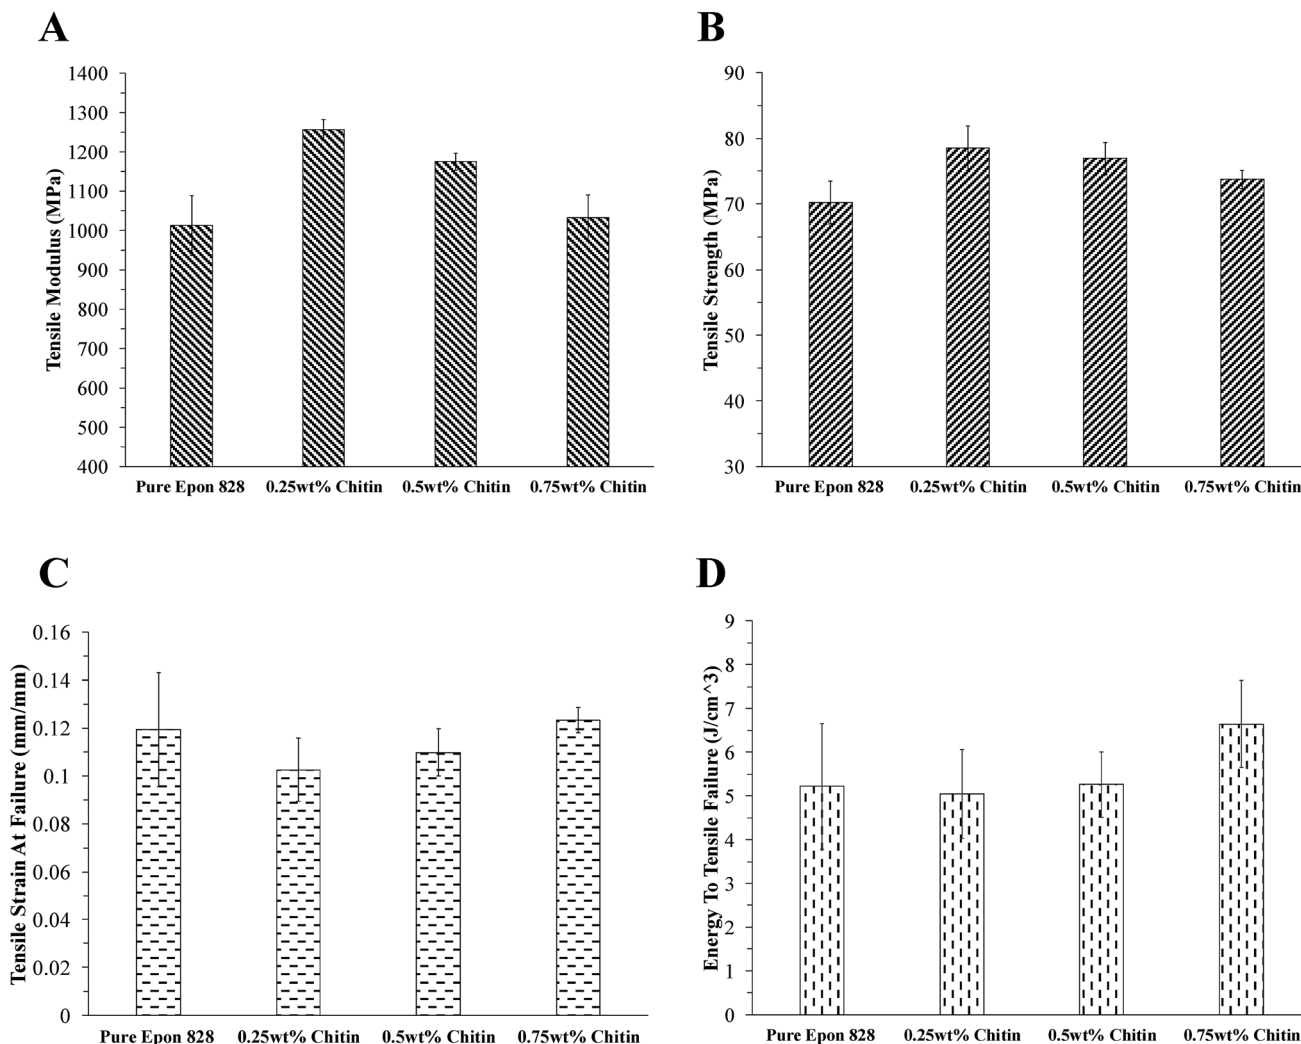 A
Tensile Modulus (MPa)
1400
1300
1200
1100
1000
900
800
700
600
500
400
Pure Epon 828
0.25wt% Chitin
0.5wt% Chitin
0.75wt% Chitin
B
Tensile Strength (MPa)
90
80
70
60
50
40
30
Pure Epon 828
0.25wt% Chitin
0.5wt% Chitin
0.75wt% Chitin
C
Tensile Strain At Failure (mm/mm)
0.16
0.14
0.12
0.1
0.08
0.06
0.04
0.02
0
Pure Epon 828
0.25wt% Chitin
0.5wt% Chitin
0.75wt% Chitin
D
Energy To Tensile Failure (J/cm^3)
9
8
7
6
5
4
3
2
1
0
Pure Epon 828
0.25wt% Chitin
0.5wt% Chitin
0.75wt% Chitin